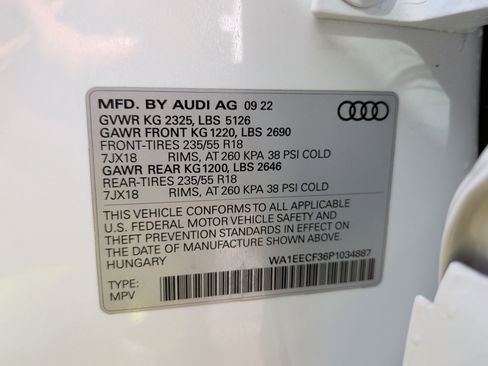 MFD. BY AUDI AG 09 22
GVWR KG 2325, LBS 5126
GAWR FRONT KG 1220, LBS 2690
FRONT-TIRES 235/55 R18
7JX18 RIMS, AT 260 KPA 38 PSI COLD
GAWR REAR KG1200, LBS 2646
REAR-TIRES 235/55 R18
7JX18 RIMS, AT 260 KPA 38 PSI COLD
THIS VEHICLE CONFORMS TO ALL APPLICABLE
U.S. FEDERAL MOTOR VEHICLE SAFETY AND
THEFT PREVENTION STANDARDS IN EFFECT ON
THE DATE OF MANUFACTURE SHOWN ABOVE.
HUNGARY WA1EECF36P1034887
TYPE:
MPV